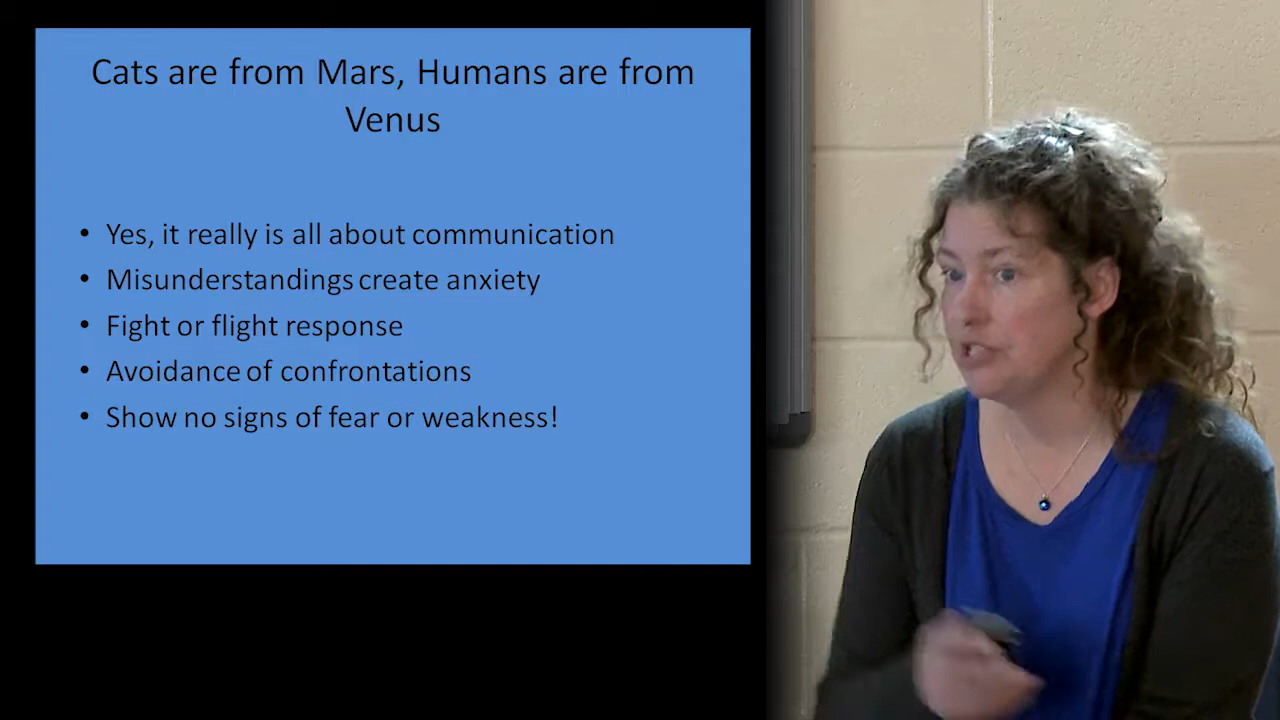 Cats are from Mars, Humans are from
Venus
• Yes, it really is all about communication
• Misunderstandings create anxiety
• Fight or flight response
• Avoidance of confrontations
• Show no signs of fear or weakness!